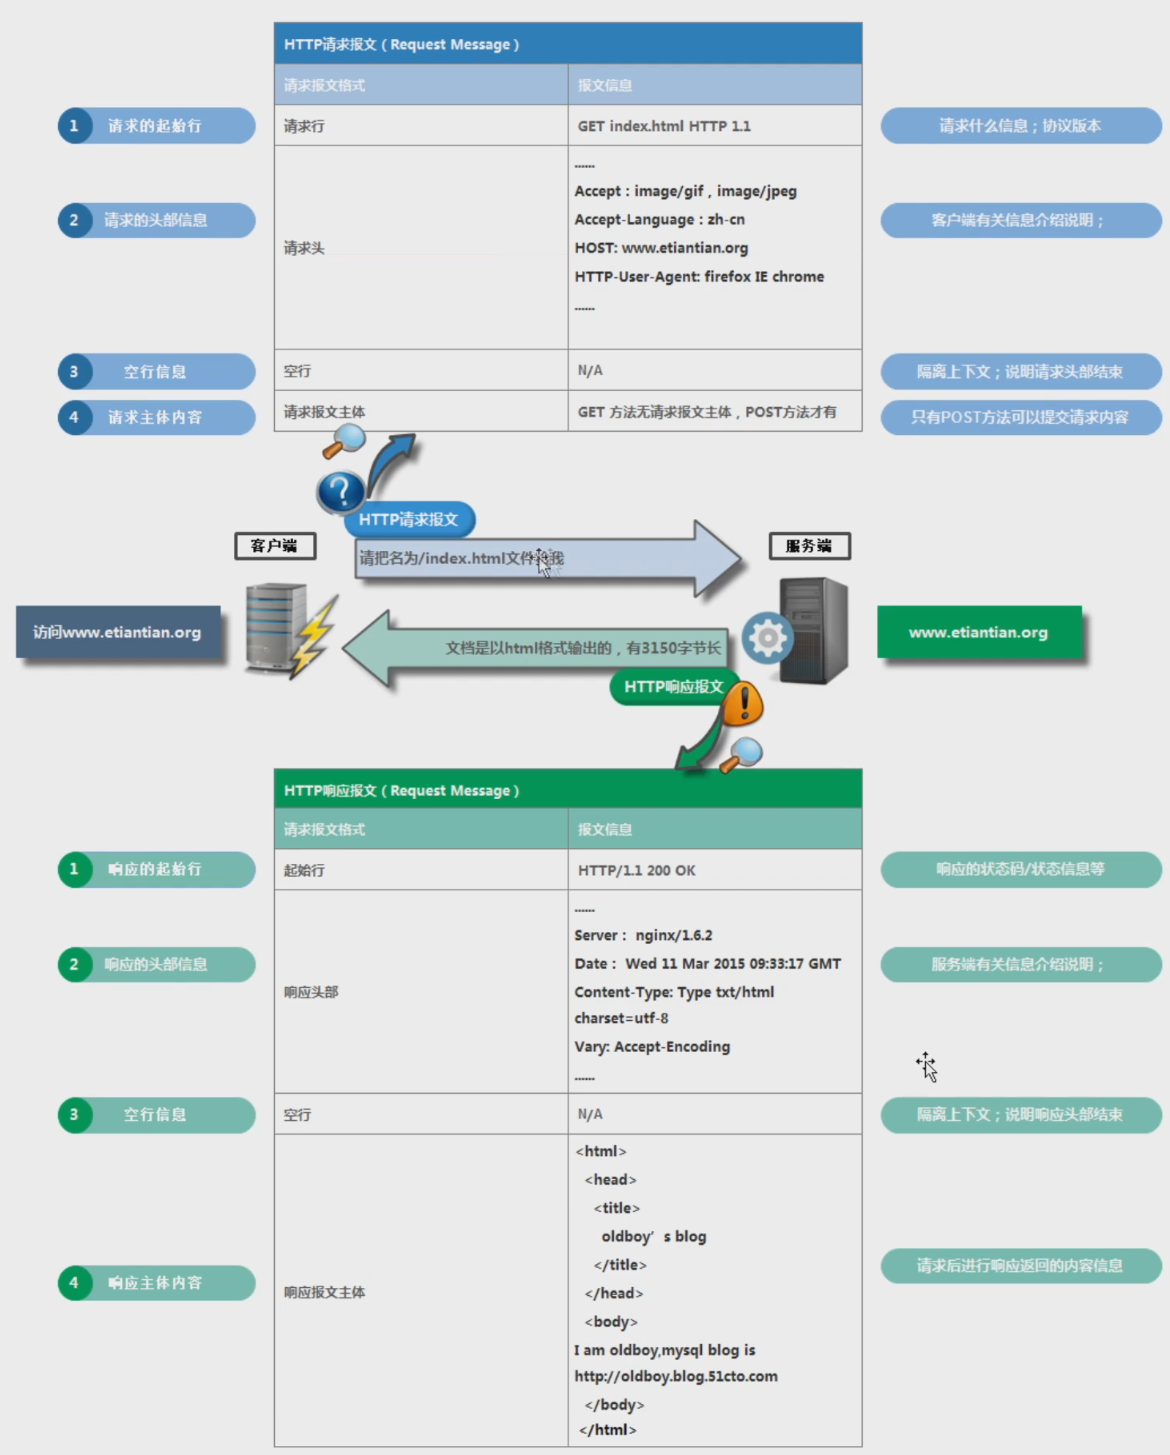 HTTP请求报文（Request Message）
请求报文格式 报文信息
1 请求的起始行 请求行 GET index.html HTTP 1.1 请求什么信息；协议版本
......
Accept：image/gif，image/jpeg
2 请求的头部信息 Accept-Language：zh-cn 客户端有关信息介绍说明；
请求头 HOST: www.etiantian.org
HTTP-User-Agent: firefox IE chrome
......
3 空行信息 空行 N/A 隔离上下文；说明请求头部结束
4 请求主体内容 请求报文主体 GET 方法无请求报文主体，POST方法才有 只有POST方法可以提交请求内容
?
HTTP请求报文
客户端 服务端
请把名为/index.html文件
访问www.etiantian.org www.etiantian.org
文档是以html格式输出的，有3150字节长
HTTP响应报文
!
HTTP响应报文（Request Message）
请求报文格式 报文信息
1 响应的起始行 起始行 HTTP/1.1 200 OK 响应的状态码/状态信息等
......
Server： nginx/1.6.2
2 响应的头部信息 Date： Wed 11 Mar 2015 09:33:17 GMT 服务端有关信息介绍说明；
响应头部 Content-Type: Type txt/html
charset=utf-8
Vary: Accept-Encoding
......
3 空行信息 空行 N/A 隔离上下文；说明响应头部结束
<html>
<head>
<title>
oldboy’s blog
</title>
4 响应主体内容 响应报文主体 请求后进行响应返回的内容信息
</head>
<body>
I am oldboy,mysql blog is
http://oldboy.blog.51cto.com
</body>
</html>